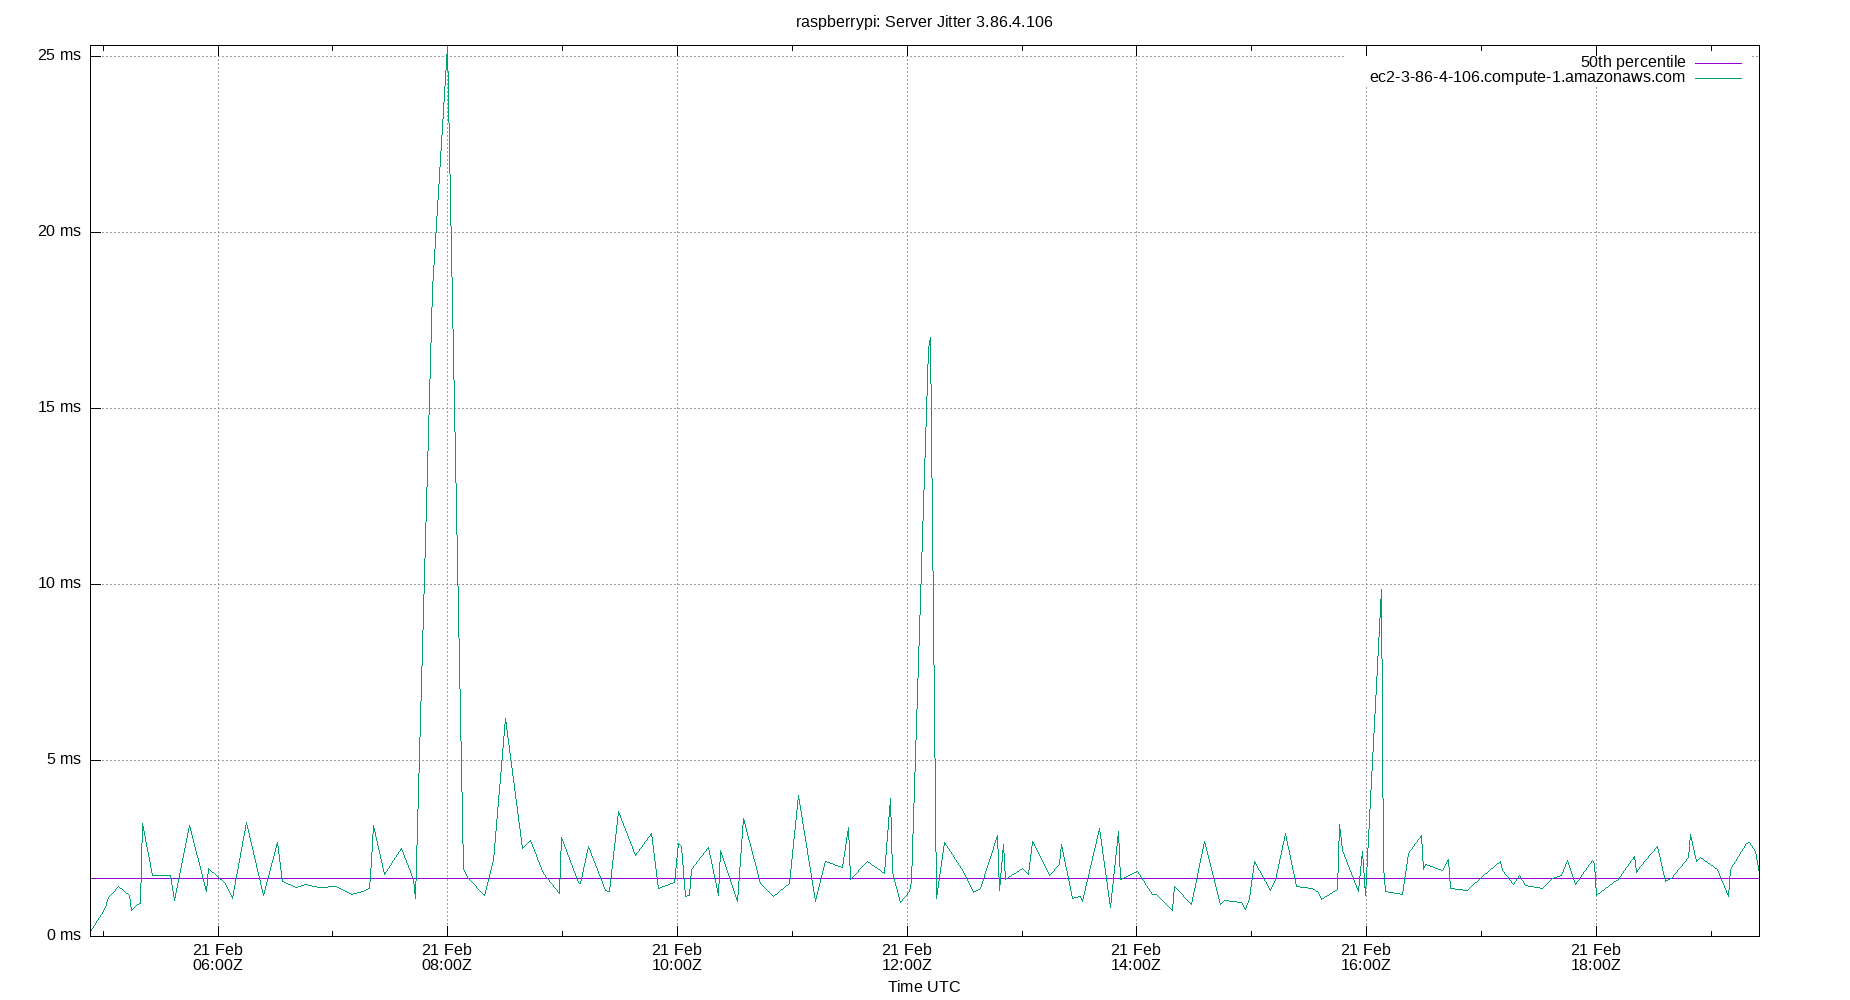 raspberrypi: Server Jitter 3.86.4.106
25 ms
20 ms
15 ms
10 ms
5 ms
0 ms
50th percentile
ec2-3-86-4-106.compute-1.amazonaws.com
21 Feb
06:00Z
21 Feb
08:00Z
21 Feb
10:00Z
21 Feb
12:00Z
21 Feb
14:00Z
21 Feb
16:00Z
21 Feb
18:00Z
Time UTC